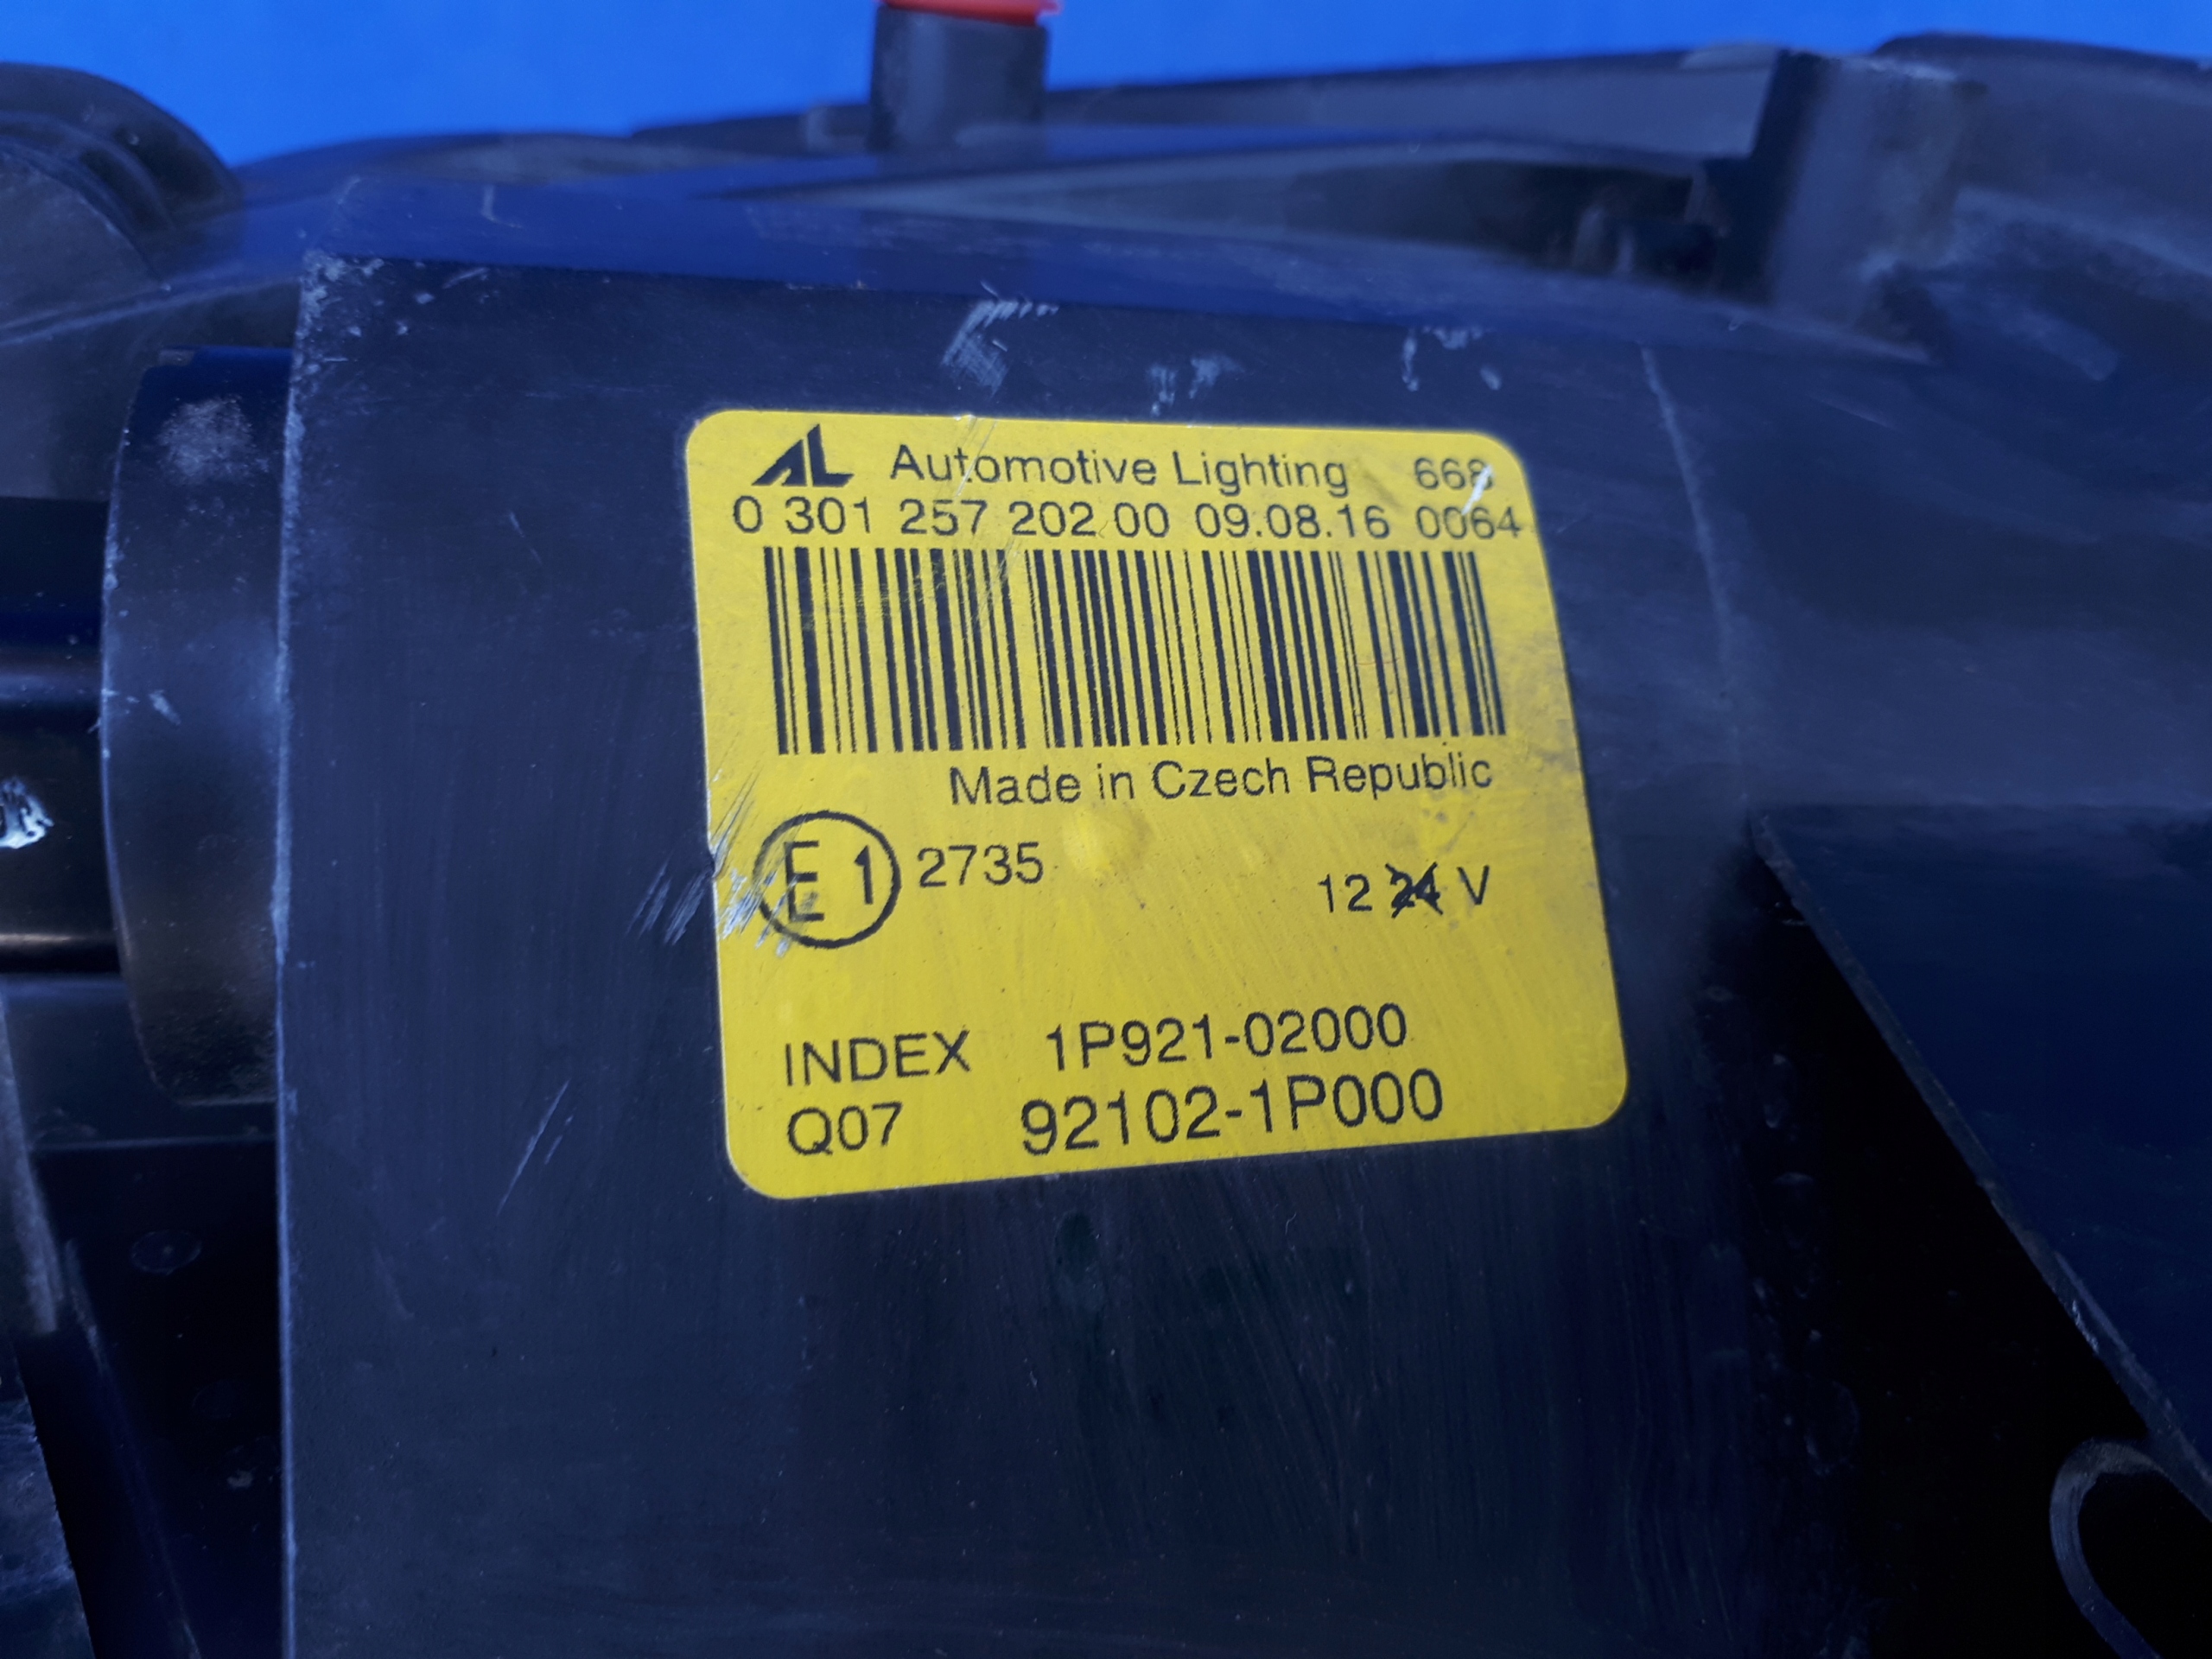 AL Automotive Lighting 668
0 301 257 202 00 09.08.16 0064
Made in Czech Republic
E 1 2735
12 24 V
INDEX 1P921-02000
Q07 92102-1P000